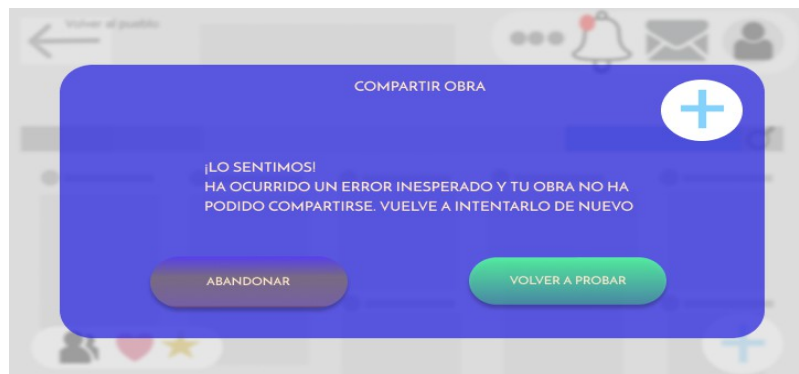 Volver al pueblo
COMPARTIR OBRA
¡LO SENTIMOS!
HA OCURRIDO UN ERROR INESPERADO Y TU OBRA NO HA
PODIDO COMPARTIRSE. VUELVE A INTENTARLO DE NUEVO
ABANDONAR
VOLVER A PROBAR